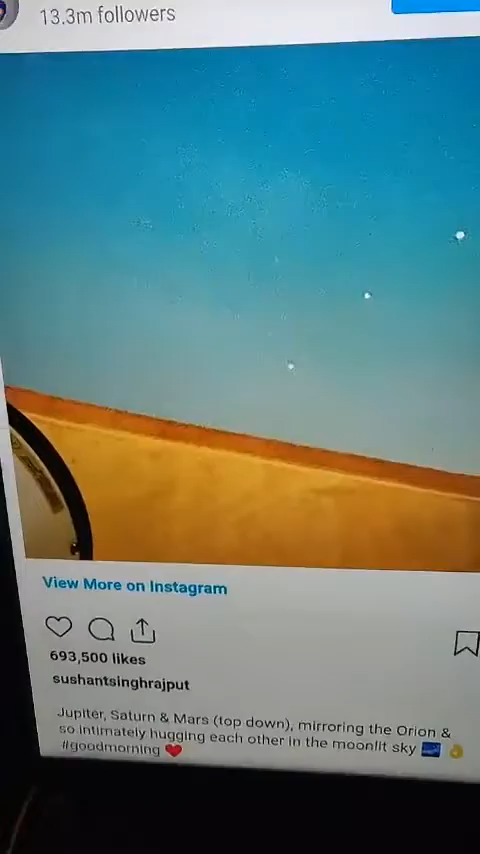 13.3m followers
View More on Instagram
693,500 likes
sushantsinghrajput
Jupiter, Saturn & Mars (top down), mirroring the Orion &
so intimately hugging each other in the moonlit sky 🌌 👌
#goodmorning ❤️